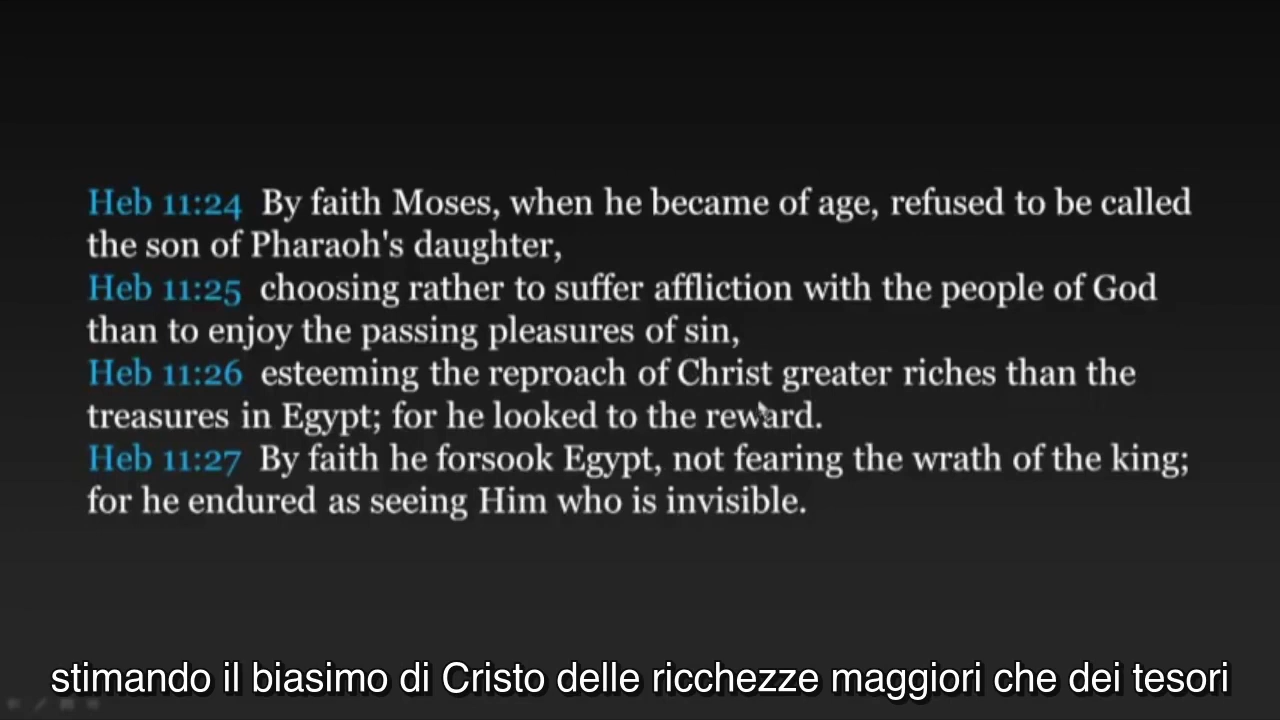 Heb 11:24 By faith Moses, when he became of age, refused to be called
the son of Pharaoh's daughter,
Heb 11:25 choosing rather to suffer affliction with the people of God
than to enjoy the passing pleasures of sin,
Heb 11:26 esteeming the reproach of Christ greater riches than the
treasures in Egypt; for he looked to the reward.
Heb 11:27 By faith he forsook Egypt, not fearing the wrath of the king;
for he endured as seeing Him who is invisible.
stimando il biasimo di Cristo delle ricchezze maggiori che dei tesori